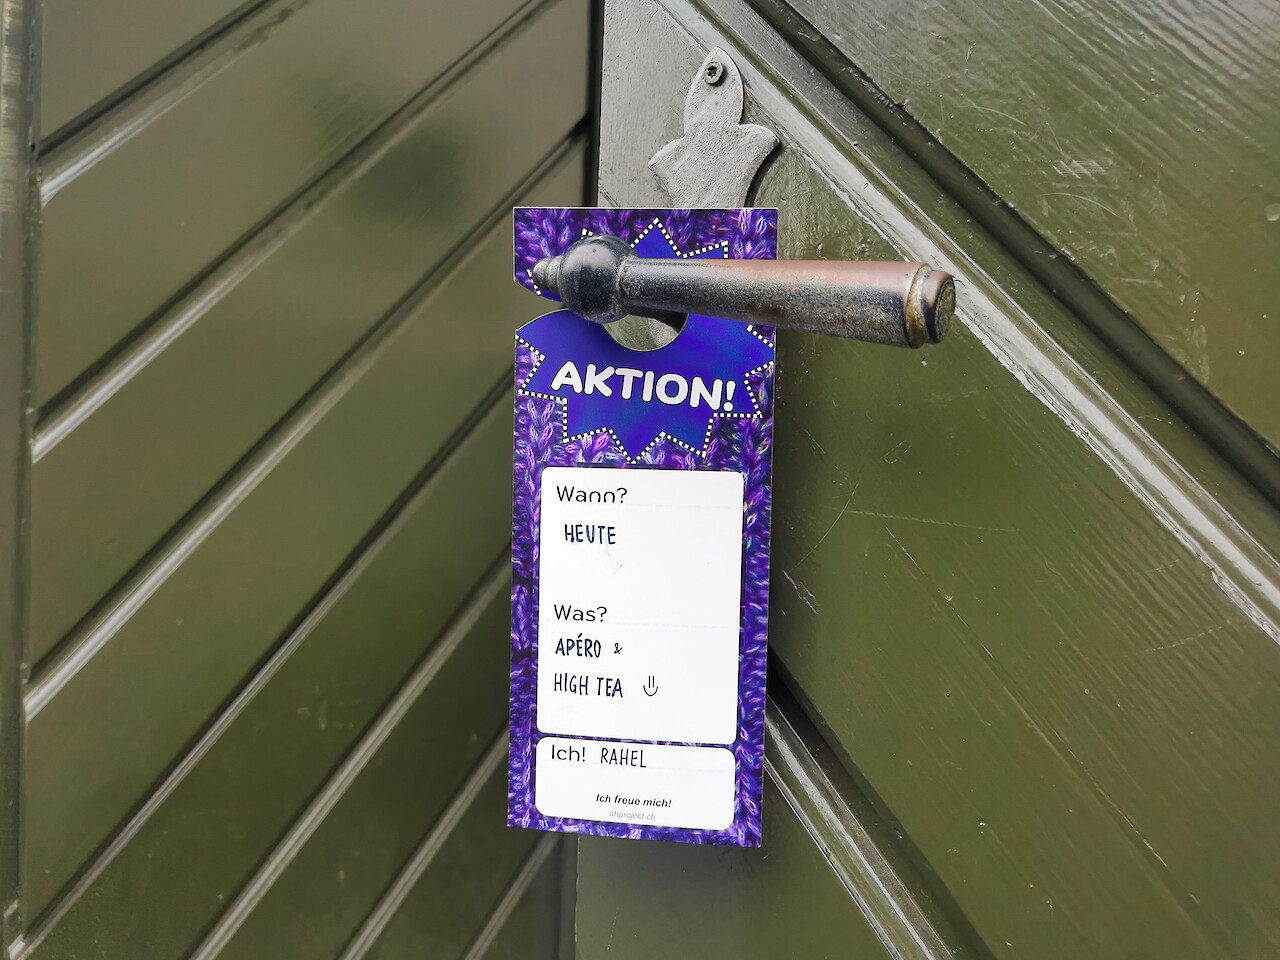 AKTION!
Wann?
HEUTE
Was?
APÉRO &
HIGH TEA
Ich! RAHEL
Ich freue mich!
ahproject.ch